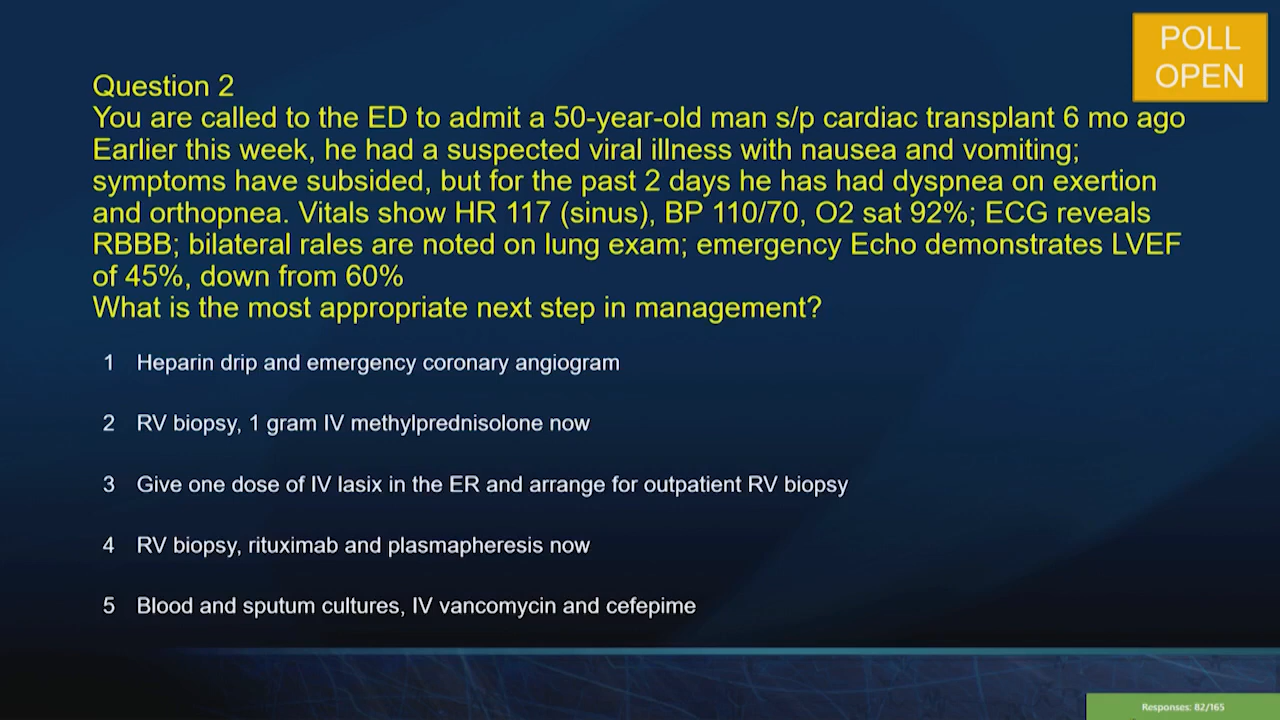 POLL
OPEN
Question 2
You are called to the ED to admit a 50-year-old man s/p cardiac transplant 6 mo ago
Earlier this week, he had a suspected viral illness with nausea and vomiting;
symptoms have subsided, but for the past 2 days he has had dyspnea on exertion
and orthopnea. Vitals show HR 117 (sinus), BP 110/70, O2 sat 92%; ECG reveals
RBBB; bilateral rales are noted on lung exam; emergency Echo demonstrates LVEF
of 45%, down from 60%
What is the most appropriate next step in management?
1 Heparin drip and emergency coronary angiogram
2 RV biopsy, 1 gram IV methylprednisolone now
3 Give one dose of IV lasix in the ER and arrange for outpatient RV biopsy
4 RV biopsy, rituximab and plasmapheresis now
5 Blood and sputum cultures, IV vancomycin and cefepime
Responses: 82/165